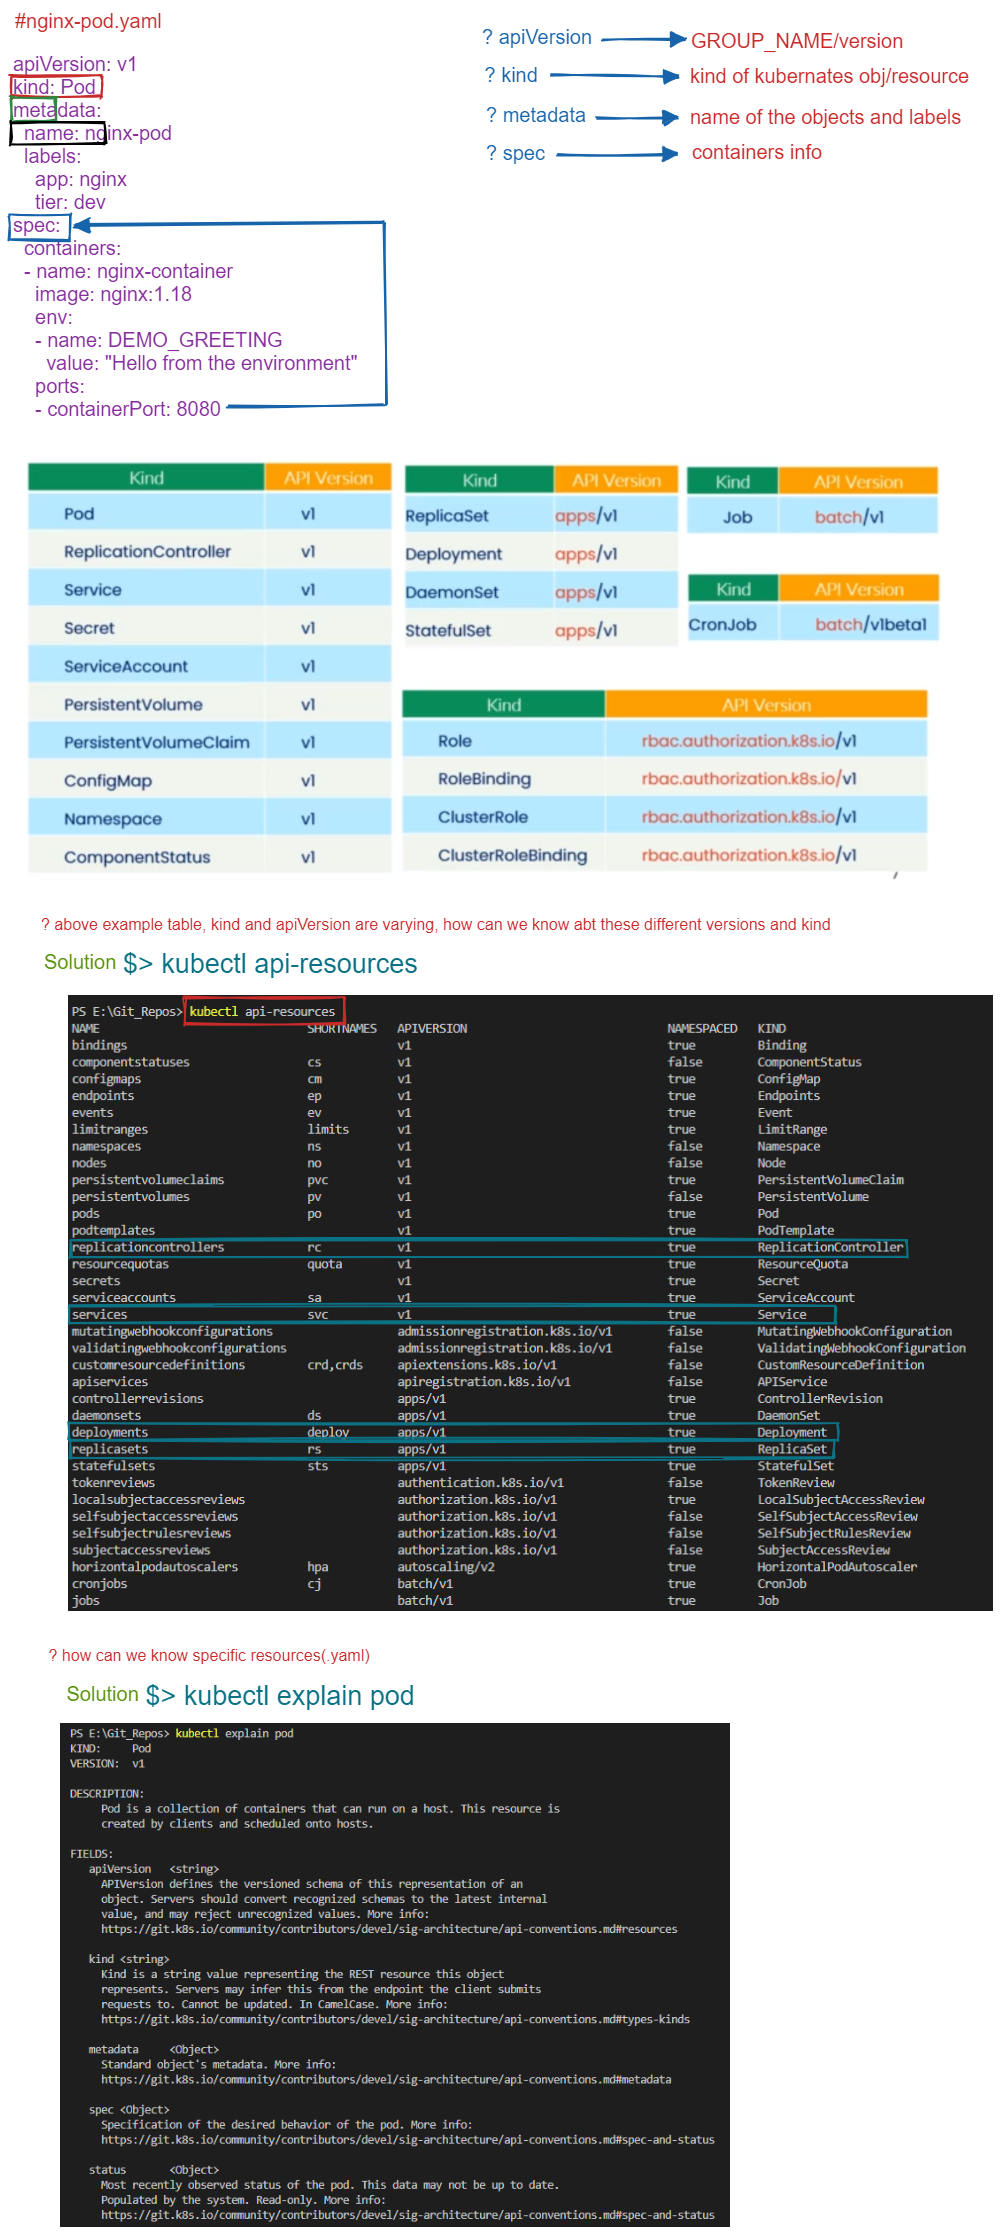 #nginx-pod.yaml
apiVersion: v1
kind: Pod
metadata:
name: nginx-pod
labels:
app: nginx
tier: dev
spec:
containers:
- name: nginx-container
image: nginx:1.18
env:
- name: DEMO_GREETING
value: "Hello from the environment"
ports:
- containerPort: 8080
? apiVersion GROUP_NAME/version
? kind kind of kubernates obj/resource
? metadata name of the objects and labels
? spec containers info
Kind API Version
Pod v1
ReplicationController v1
Service v1
Secret v1
ServiceAccount v1
PersistentVolume v1
PersistentVolumeClaim v1
ConfigMap v1
Namespace v1
ComponentStatus v1
Kind API Version
ReplicaSet apps/v1
Deployment apps/v1
DaemonSet apps/v1
StatefulSet apps/v1
Kind API Version
Job batch/v1
Kind API Version
CronJob batch/v1beta1
Kind API Version
Role rbac.authorization.k8s.io/v1
RoleBinding rbac.authorization.k8s.io/v1
ClusterRole rbac.authorization.k8s.io/v1
ClusterRoleBinding rbac.authorization.k8s.io/v1
? above example table, kind and apiVersion are varying, how can we know abt these different versions and kind
Solution $> kubectl api-resources
PS E:\Git_Repos> kubectl api-resources
NAME SHORTNAMES APIVERSION NAMESPACED KIND
bindings v1 true Binding
componentstatuses cs v1 false ComponentStatus
configmaps cm v1 true ConfigMap
endpoints ep v1 true Endpoints
events ev v1 true Event
limitranges limits v1 true LimitRange
namespaces ns v1 false Namespace
nodes no v1 false Node
persistentvolumeclaims pvc v1 true PersistentVolumeClaim
persistentvolumes pv v1 false PersistentVolume
pods po v1 true Pod
podtemplates v1 true PodTemplate
replicationcontrollers rc v1 true ReplicationController
resourcequotas quota v1 true ResourceQuota
secrets v1 true Secret
serviceaccounts sa v1 true ServiceAccount
services svc v1 true Service
mutatingwebhookconfigurations admissionregistration.k8s.io/v1 false MutatingWebhookConfiguration
validatingwebhookconfigurations admissionregistration.k8s.io/v1 false ValidatingWebhookConfiguration
customresourcedefinitions crd,crds apiextensions.k8s.io/v1 false CustomResourceDefinition
apiservices apiregistration.k8s.io/v1 false APIService
controllerrevisions apps/v1 true ControllerRevision
daemonsets ds apps/v1 true DaemonSet
deployments deploy apps/v1 true Deployment
replicasets rs apps/v1 true ReplicaSet
statefulsets sts apps/v1 true StatefulSet
tokenreviews authentication.k8s.io/v1 false TokenReview
localsubjectaccessreviews authorization.k8s.io/v1 true LocalSubjectAccessReview
selfsubjectaccessreviews authorization.k8s.io/v1 false SelfSubjectAccessReview
selfsubjectrulesreviews authorization.k8s.io/v1 false SelfSubjectRulesReview
subjectaccessreviews authorization.k8s.io/v1 false SubjectAccessReview
horizontalpodautoscalers hpa autoscaling/v2 true HorizontalPodAutoscaler
cronjobs cj batch/v1 true CronJob
jobs batch/v1 true Job
? how can we know specific resources(.yaml)
Solution $> kubectl explain pod
PS E:\Git_Repos> kubectl explain pod
KIND: Pod
VERSION: v1
DESCRIPTION:
Pod is a collection of containers that can run on a host. This resource is
created by clients and scheduled onto hosts.
FIELDS:
apiVersion <string>
APIVersion defines the versioned schema of this representation of an
object. Servers should convert recognized schemas to the latest internal
value, and may reject unrecognized values. More info:
https://git.k8s.io/community/contributors/devel/sig-architecture/api-conventions.md#resources
kind <string>
Kind is a string value representing the REST resource this object
represents. Servers may infer this from the endpoint the client submits
requests to. Cannot be updated. In CamelCase. More info:
https://git.k8s.io/community/contributors/devel/sig-architecture/api-conventions.md#types-kinds
metadata <Object>
Standard object's metadata. More info:
https://git.k8s.io/community/contributors/devel/sig-architecture/api-conventions.md#metadata
spec <Object>
Specification of the desired behavior of the pod. More info:
https://git.k8s.io/community/contributors/devel/sig-architecture/api-conventions.md#spec-and-status
status <Object>
Most recently observed status of the pod. This data may not be up to date.
Populated by the system. Read-only. More info:
https://git.k8s.io/community/contributors/devel/sig-architecture/api-conventions.md#spec-and-status